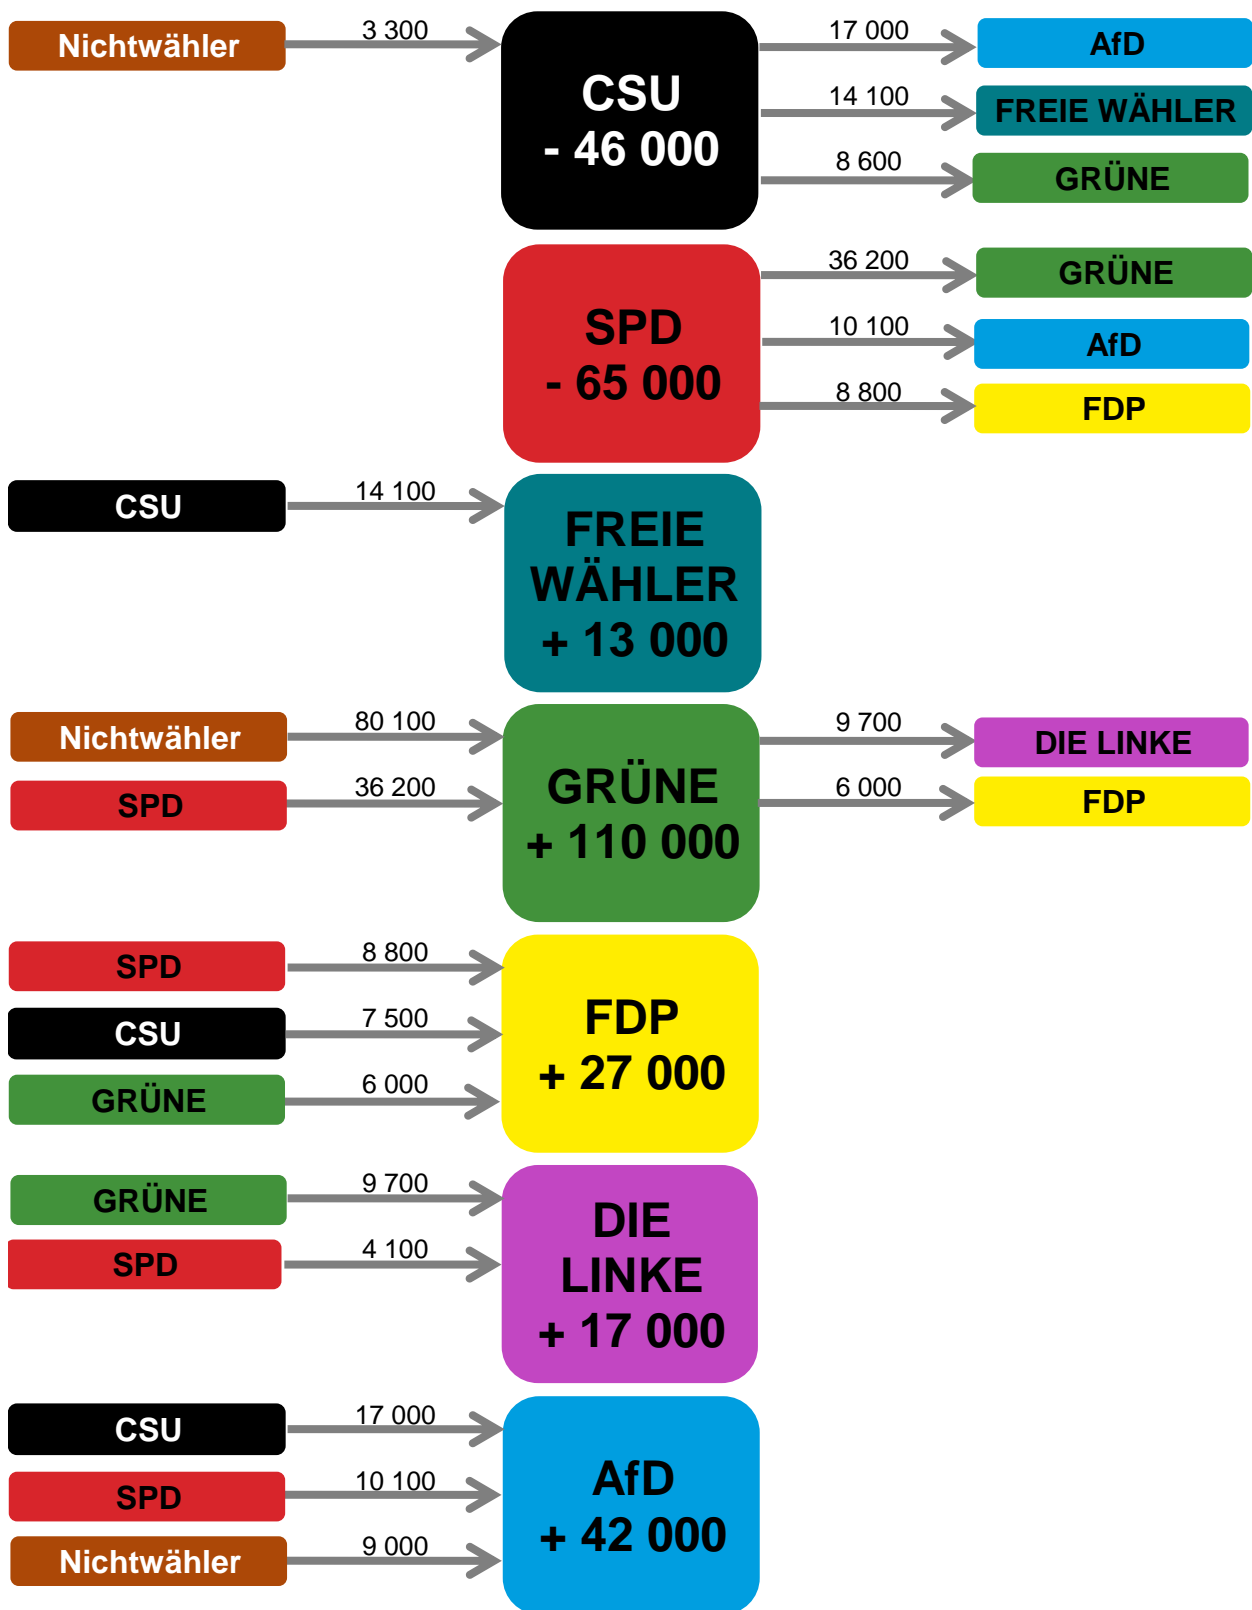 Nichtwähler
3 300
CSU
- 46 000
17 000
AfD
14 100
FREIE WÄHLER
8 600
GRÜNE
SPD
- 65 000
36 200
GRÜNE
10 100
AfD
8 800
FDP
CSU
14 100
FREIE
WÄHLER
+ 13 000
Nichtwähler
80 100
SPD
36 200
GRÜNE
+ 110 000
9 700
DIE LINKE
6 000
FDP
SPD
8 800
CSU
7 500
GRÜNE
6 000
FDP
+ 27 000
GRÜNE
9 700
SPD
4 100
DIE
LINKE
+ 17 000
CSU
17 000
SPD
10 100
Nichtwähler
9 000
AfD
+ 42 000